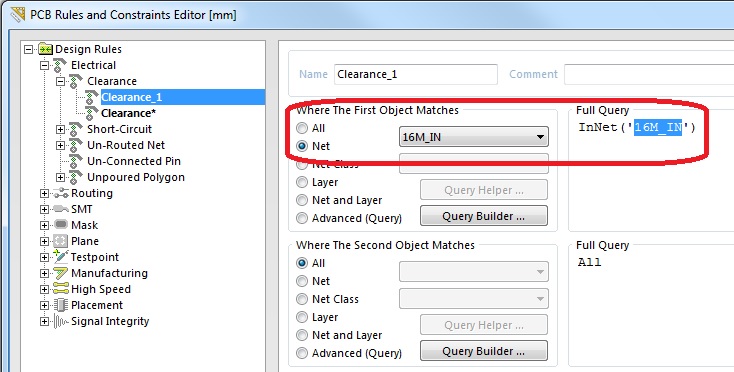 PCB Rules and Constraints Editor [mm]
Design Rules
Electrical
Clearance
Clearance_1
Clearance*
Short-Circuit
Un-Routed Net
Un-Connected Pin
Unpoured Polygon
Routing
SMT
Mask
Plane
Testpoint
Manufacturing
High Speed
Placement
Signal Integrity
Name Clearance_1 Comment
Where The First Object Matches
All
Net
Net Class
Layer
Net and Layer
Advanced (Query)
16M_IN
Query Helper ...
Query Builder ...
Full Query
InNet('16M_IN')
Where The Second Object Matches
All
Net
Net Class
Layer
Net and Layer
Advanced (Query)
Query Helper ...
Query Builder ...
Full Query
All